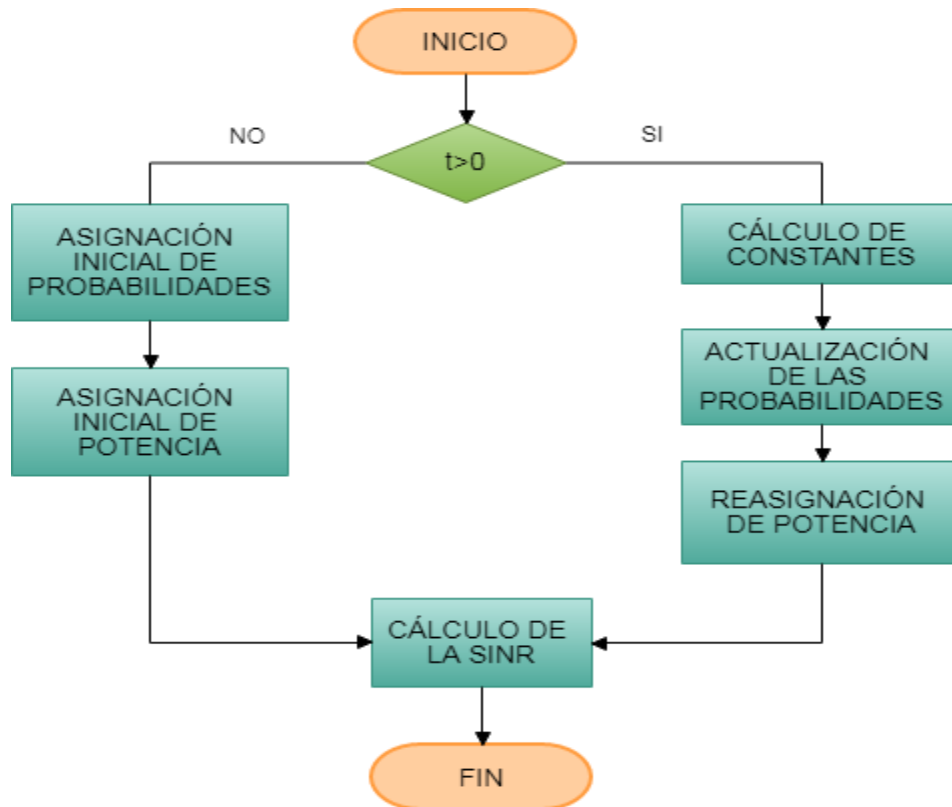 INICIO
NO
SI
t>0
ASIGNACIÓN
INICIAL DE
PROBABILIDADES
CÁLCULO DE
CONSTANTES
ASIGNACIÓN
INICIAL DE
POTENCIA
ACTUALIZACIÓN
DE LAS
PROBABILIDADES
REASIGNACIÓN
DE POTENCIA
CÁLCULO DE
LA SINR
FIN